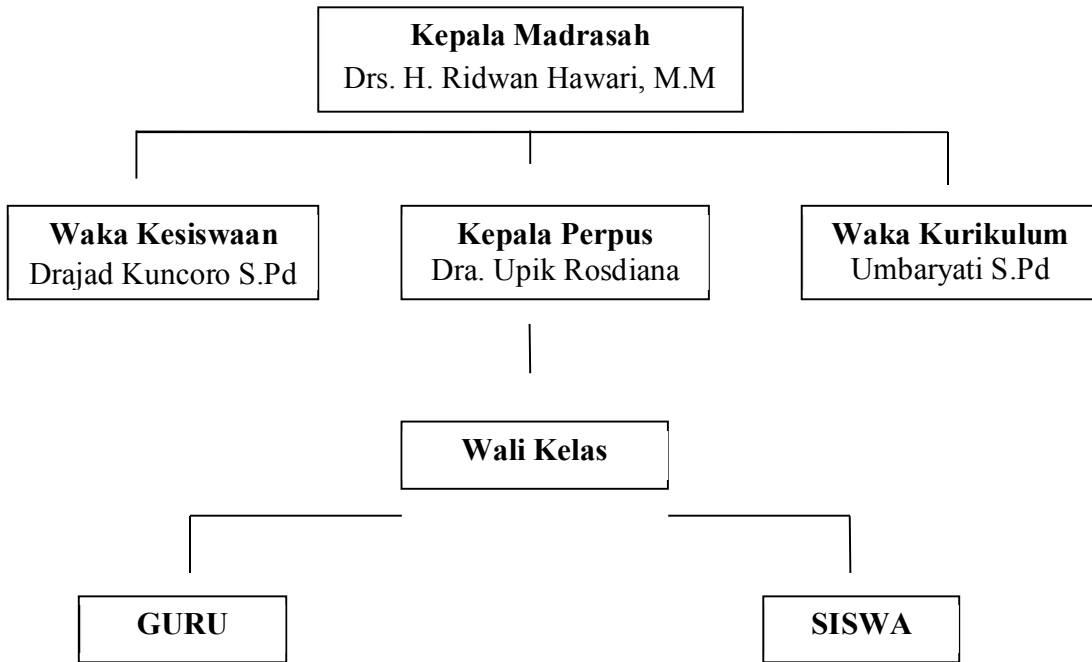 Kepala Madrasah
Drs. H. Ridwan Hawari, M.M
Waka Kesiswaan
Drajad Kuncoro S.Pd
Kepala Perpus
Dra. Upik Rosdiana
Waka Kurikulum
Umbaryati S.Pd
Wali Kelas
GURU
SISWA